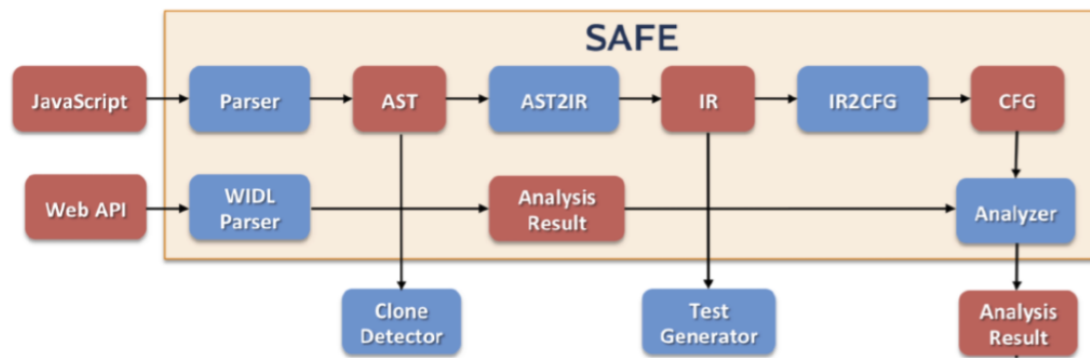 SAFE
JavaScript
Parser
AST
AST2IR
IR
IR2CFG
CFG
Web API
WIDL
Parser
Analysis
Result
Analyzer
Clone
Detector
Test
Generator
Analysis
Result